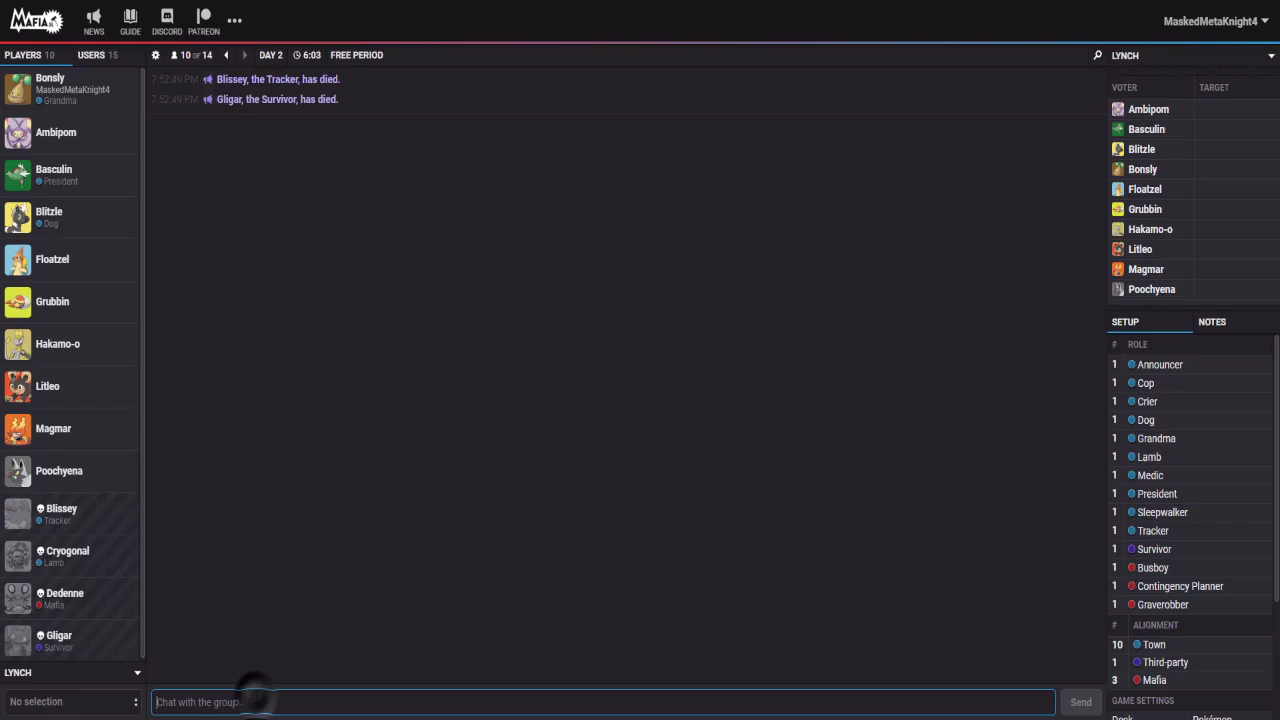 MAFIA
NEWS
GUIDE
DISCORD
PATREON
MaskedMetaKnight4
PLAYERS 10
USERS 15
10 OF 14
DAY 2
6:03
FREE PERIOD
LYNCH
Bonsly
MaskedMetaKnight4
Grandma
Ambipom
Basculin
President
Blitzle
Dog
Floatzel
Grubbin
Hakamo-o
Litleo
Magmar
Poochyena
Blissey
Tracker
Cryogonal
Lamb
Dedenne
Mafia
Gligar
Survivor
LYNCH
No selection
7:52:49 PM Blissey, the Tracker, has died.
7:52:49 PM Gligar, the Survivor, has died.
Chat with the group...
Send
VOTER TARGET
Ambipom
Basculin
Blitzle
Bonsly
Floatzel
Grubbin
Hakamo-o
Litleo
Magmar
Poochyena
SETUP NOTES
# ROLE
1 Announcer
1 Cop
1 Crier
1 Dog
1 Grandma
1 Lamb
1 Medic
1 President
1 Sleepwalker
1 Tracker
1 Survivor
1 Busboy
1 Contingency Planner
1 Graverobber
# ALIGNMENT
10 Town
1 Third-party
3 Mafia
GAME SETTINGS
Deck Pokémon